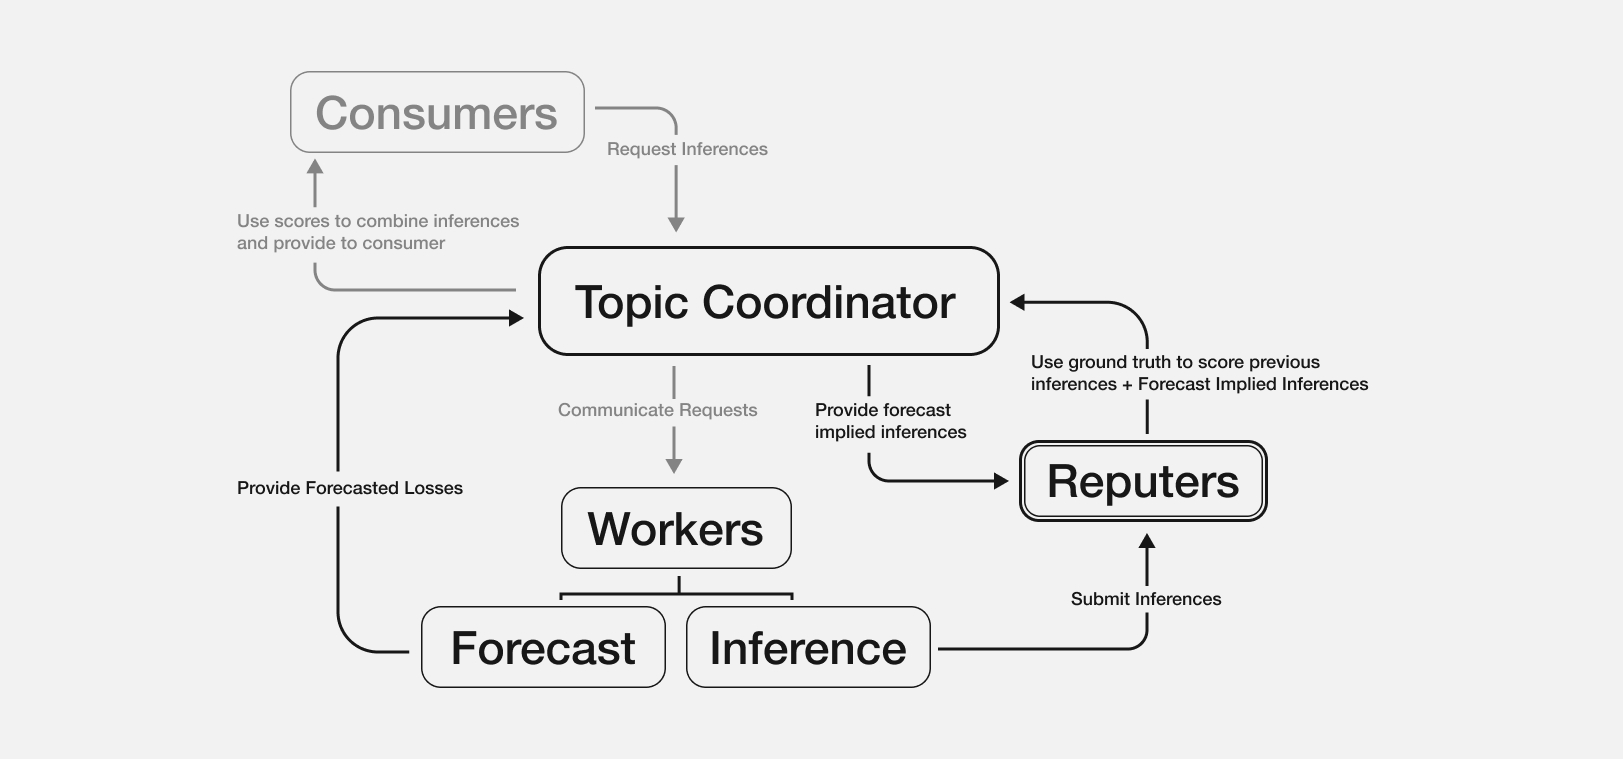 Consumers
Request Inferences
Use scores to combine inferences
and provide to consumer
Topic Coordinator
Use ground truth to score previous
inferences + Forecast Implied Inferences
Communicate Requests
Provide forecast
implied inferences
Reputers
Provide Forecasted Losses
Workers
Submit Inferences
Forecast
Inference